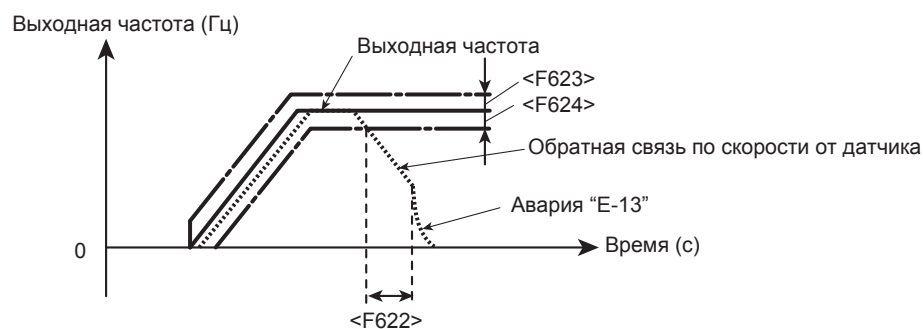 Выходная частота (Гц)
Выходная частота
<F623>
<F624>
Обратная связь по скорости от датчика
Авария “E-13”
0
Время (с)
<F622>